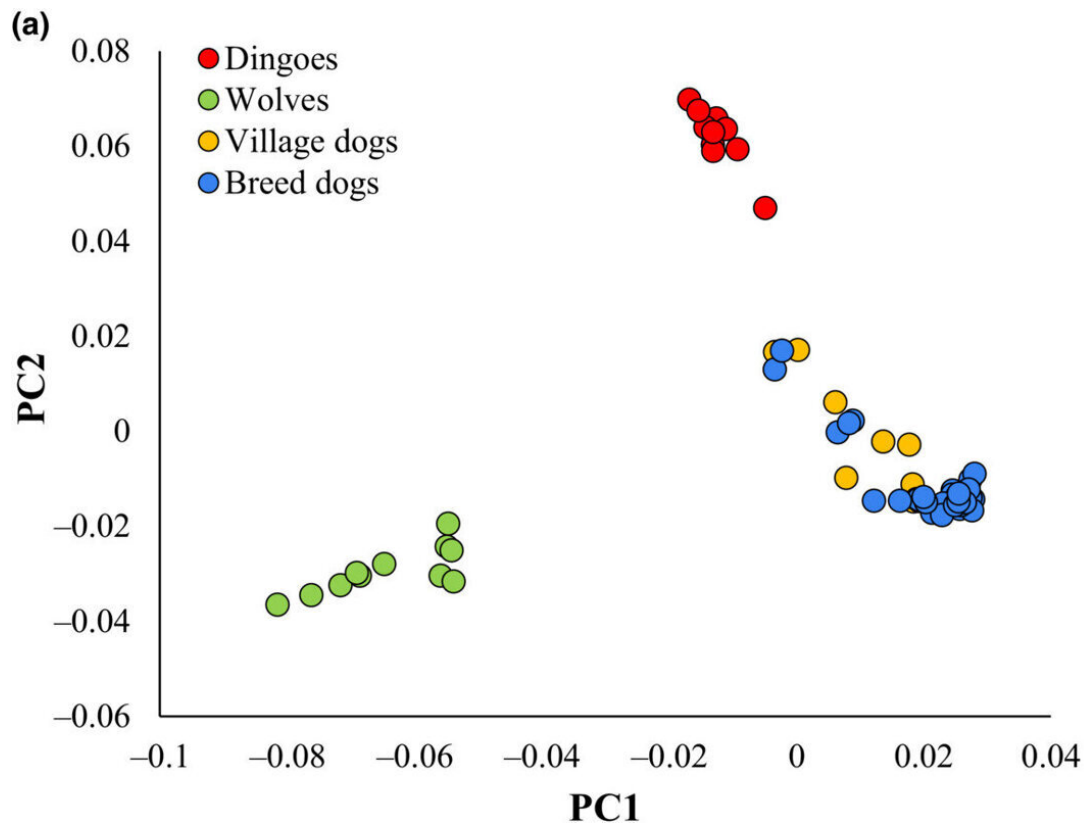 (a)
Dingoes
Wolves
Village dogs
Breed dogs
0.08
0.06
0.04
0.02
0
–0.02
–0.04
–0.06
PC2
–0.1 –0.08 –0.06 –0.04 –0.02 0 0.02 0.04
PC1